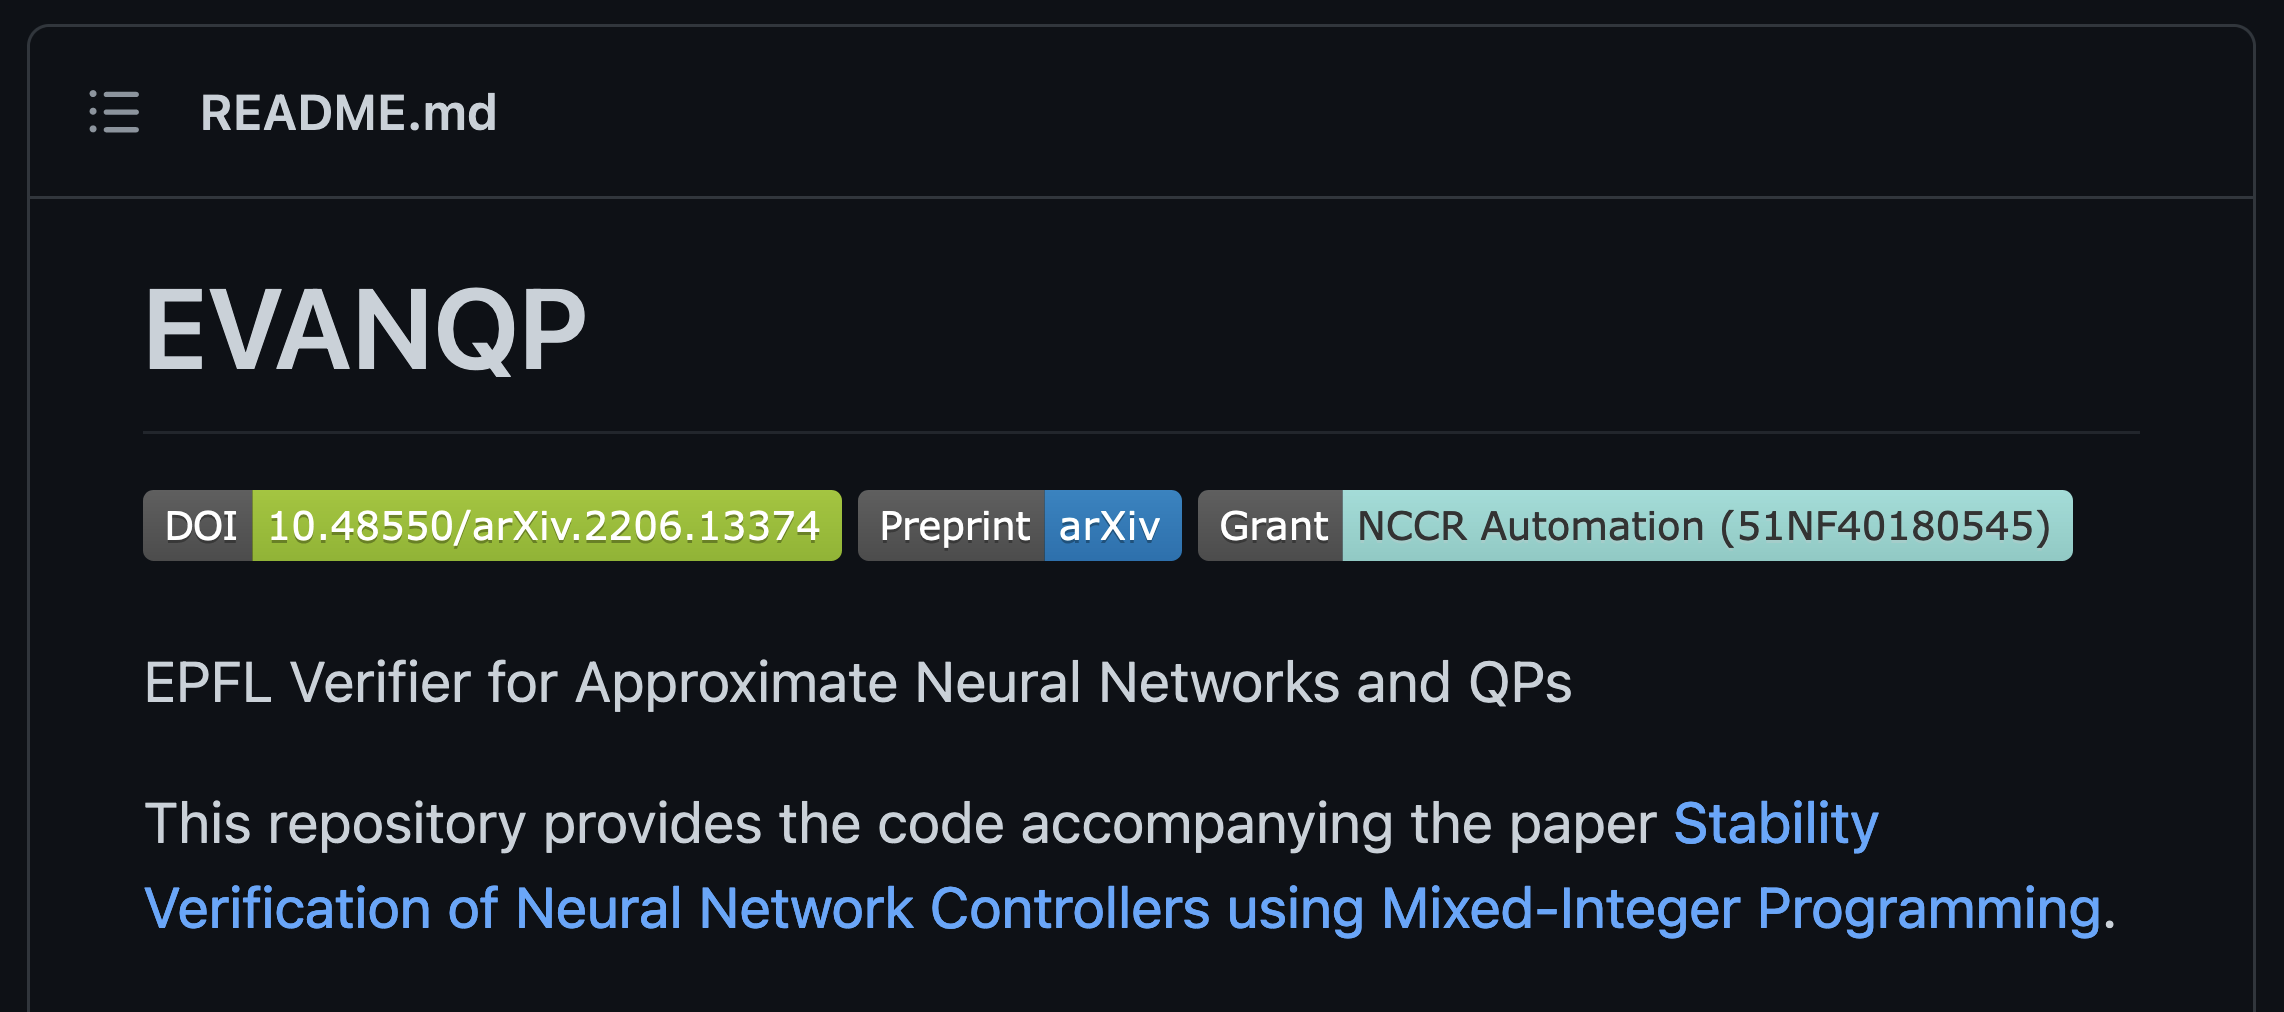 README.md
EVANQP
DOI 10.48550/arXiv.2206.13374 Preprint arXiv Grant NCCR Automation (51NF40180545)
EPFL Verifier for Approximate Neural Networks and QPs
This repository provides the code accompanying the paper Stability
Verification of Neural Network Controllers using Mixed-Integer Programming.